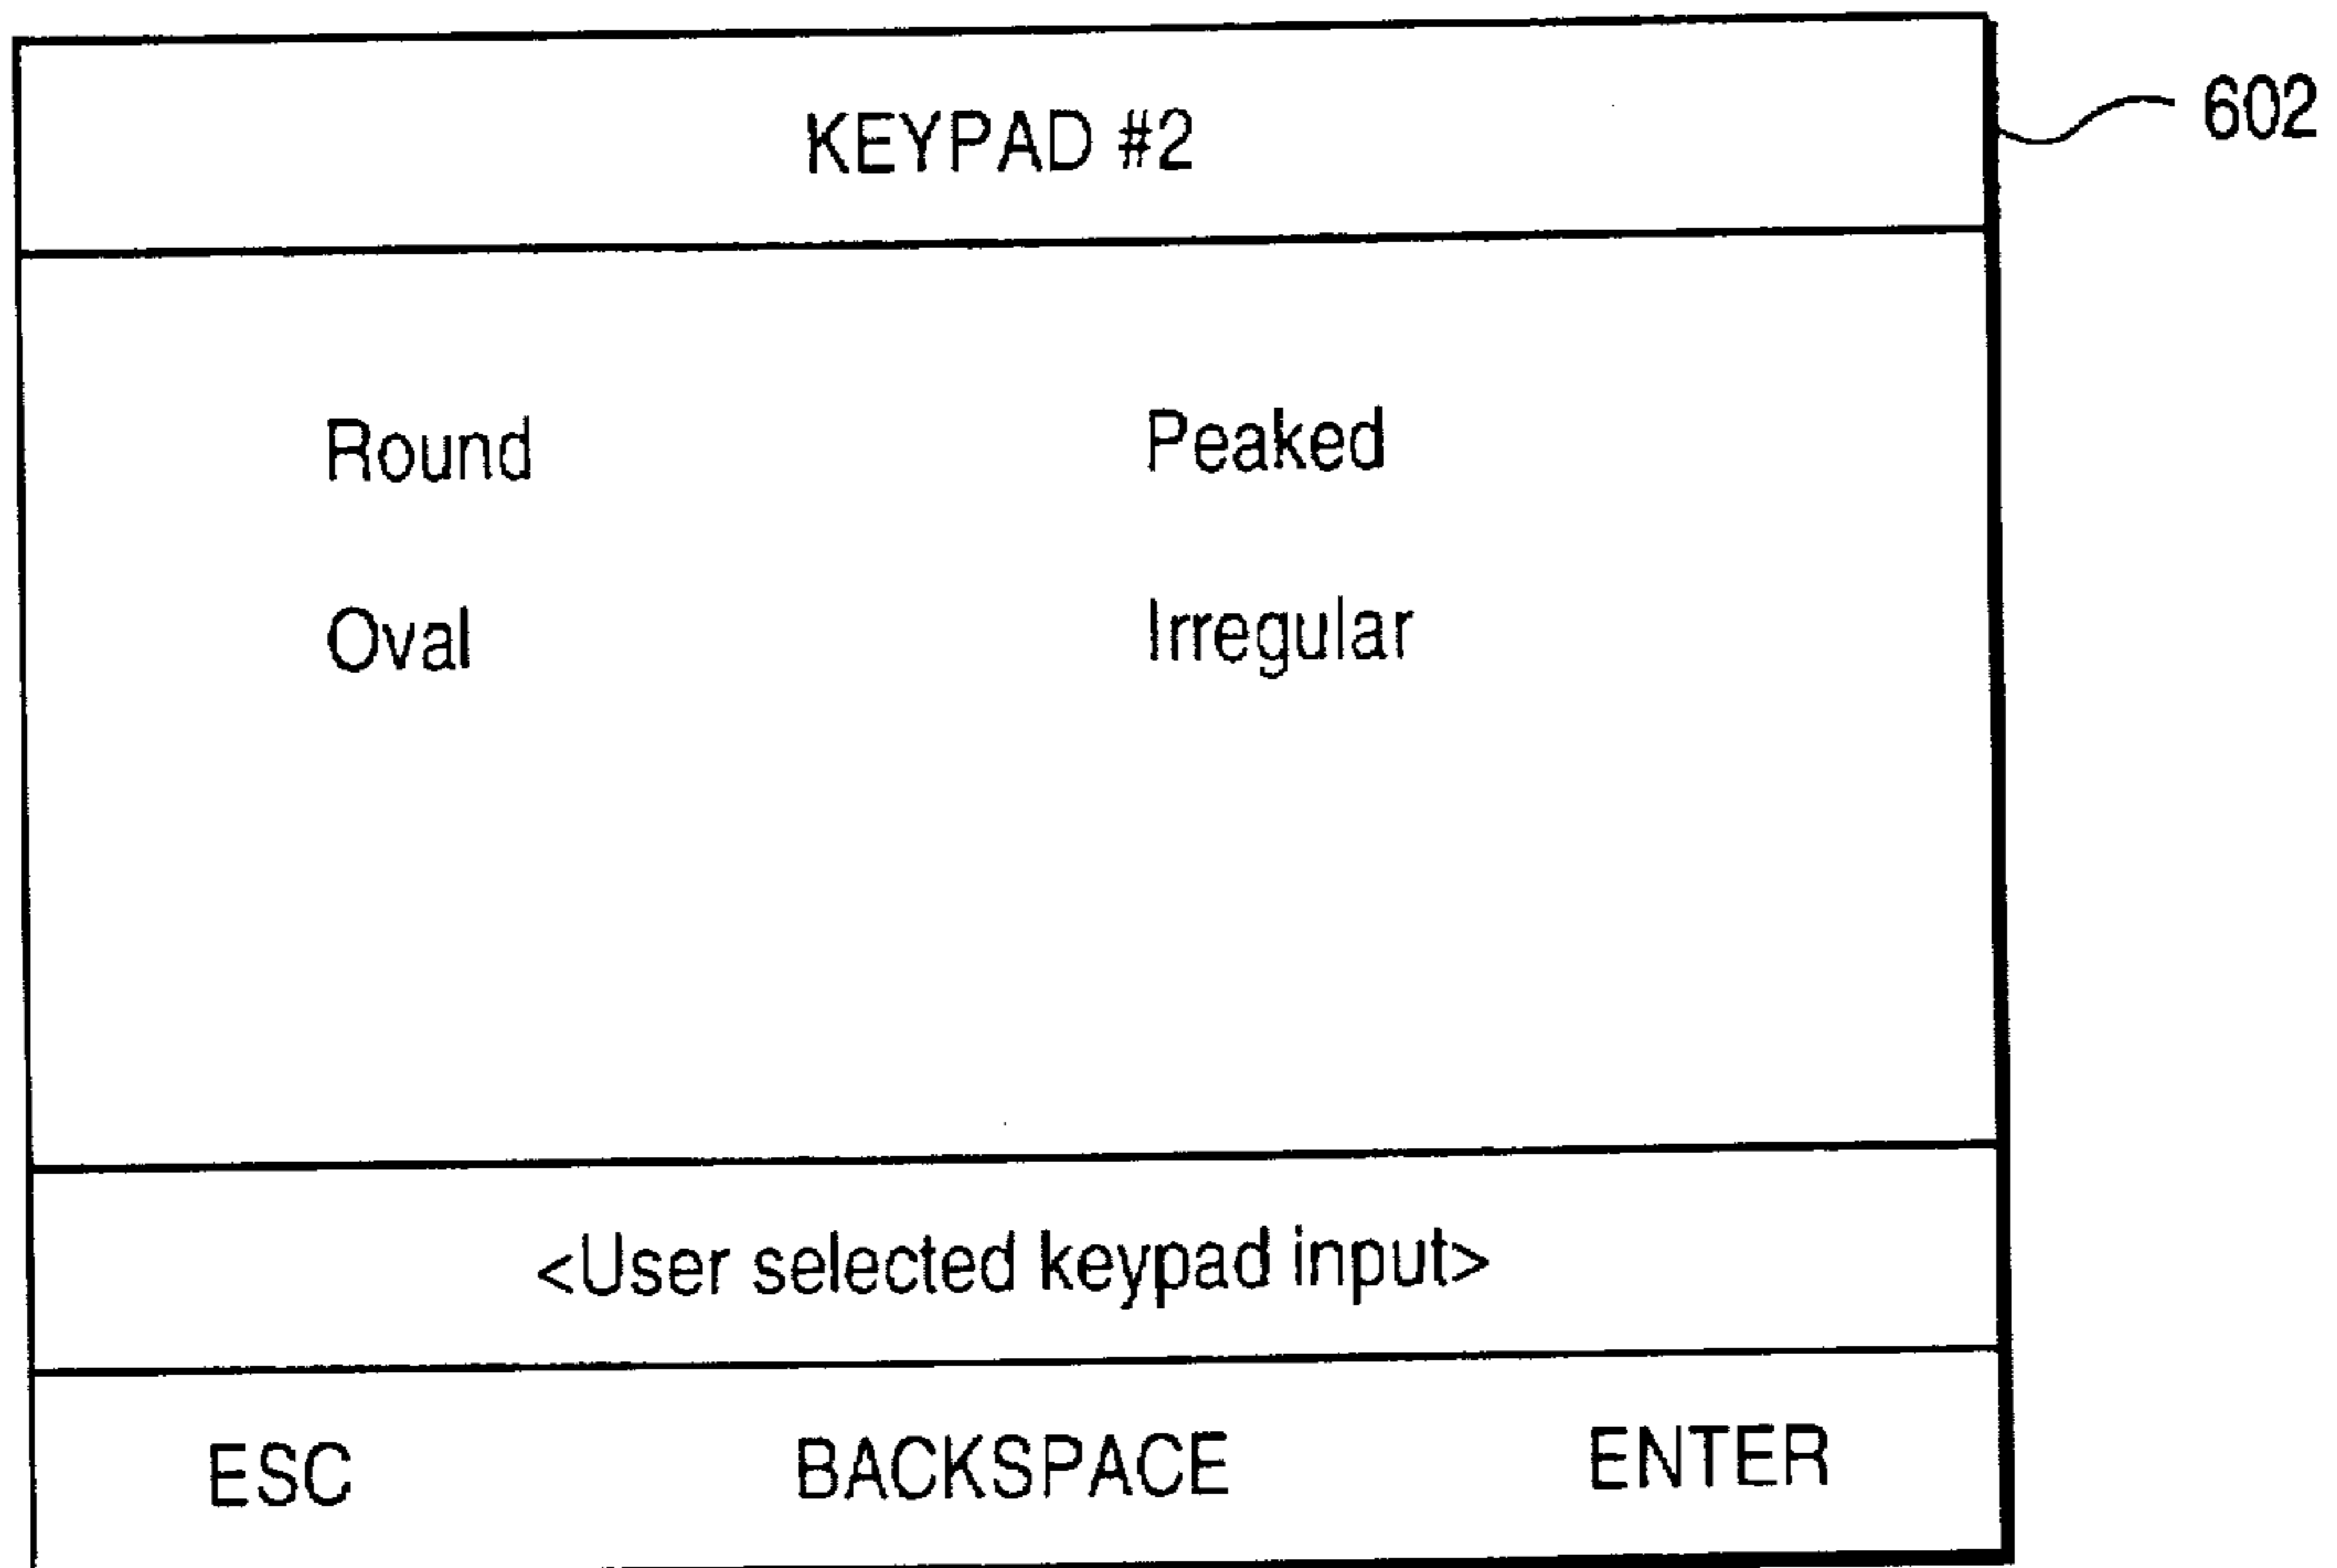 KEYPAD #2
602
Round Peaked
Oval Irregular
<User selected keypad input>
ESC BACKSPACE ENTER